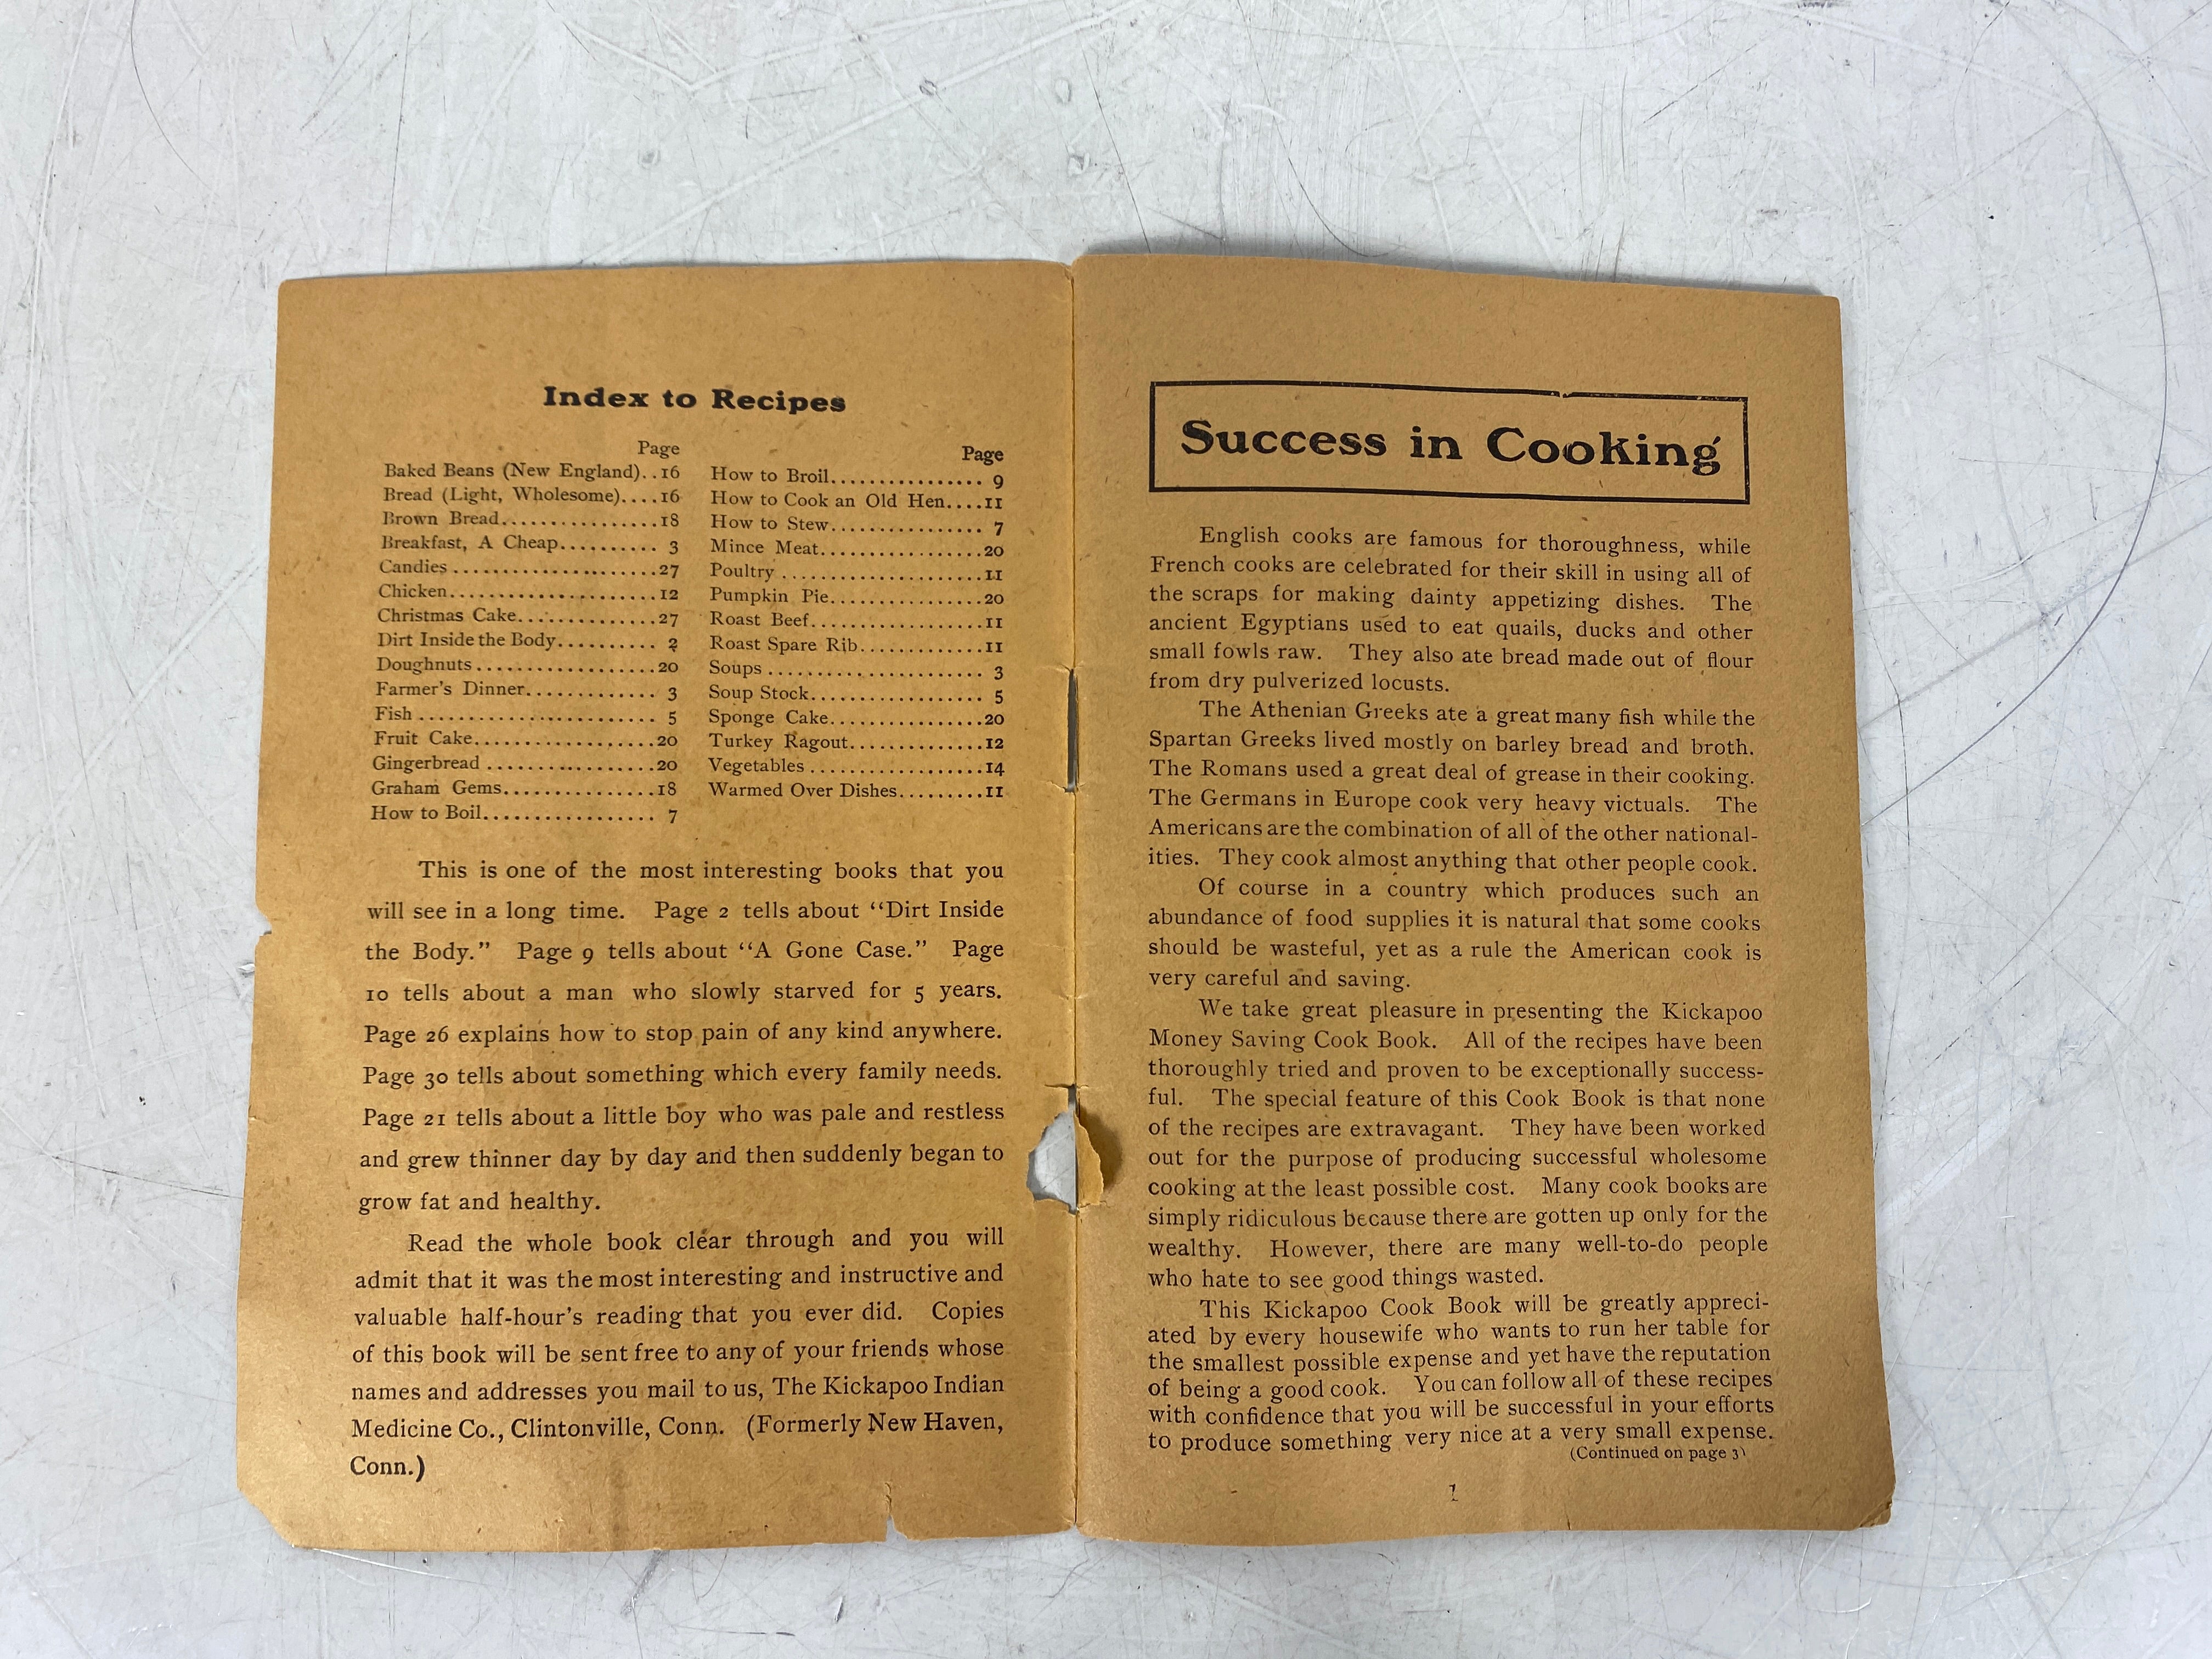 Index to Recipes
Page
Baked Beans (New England)..16
Bread (Light, Wholesome)....16
Brown Bread................18
Breakfast, A Cheap.......... 3
Candies .....................27
Chicken......................12
Christmas Cake...............27
Dirt Inside the Body.......... 2
Doughnuts ...................20
Farmer's Dinner............. 3
Fish ......................... 5
Fruit Cake...................20
Gingerbread .................20
Graham Gems................18
How to Boil.................. 7
Page
How to Broil................ 9
How to Cook an Old Hen....11
How to Stew................ 7
Mince Meat.................20
Poultry .....................11
Pumpkin Pie................20
Roast Beef..................11
Roast Spare Rib.............11
Soups ....................... 3
Soup Stock.................. 5
Sponge Cake................20
Turkey Ragout..............12
Vegetables ..................14
Warmed Over Dishes.........11
This is one of the most interesting books that you
will see in a long time. Page 2 tells about “Dirt Inside
the Body.” Page 9 tells about “A Gone Case.” Page
10 tells about a man who slowly starved for 5 years.
Page 26 explains how to stop pain of any kind anywhere.
Page 30 tells about something which every family needs.
Page 21 tells about a little boy who was pale and restless
and grew thinner day by day and then suddenly began to
grow fat and healthy.
Read the whole book clear through and you will
admit that it was the most interesting and instructive and
valuable half-hour's reading that you ever did. Copies
of this book will be sent free to any of your friends whose
names and addresses you mail to us, The Kickapoo Indian
Medicine Co., Clintonville, Conn. (Formerly New Haven,
Conn.)
Success in Cooking
English cooks are famous for thoroughness, while
French cooks are celebrated for their skill in using all of
the scraps for making dainty appetizing dishes. The
ancient Egyptians used to eat quails, ducks and other
small fowls raw. They also ate bread made out of flour
from dry pulverized locusts.
The Athenian Greeks ate a great many fish while the
Spartan Greeks lived mostly on barley bread and broth.
The Romans used a great deal of grease in their cooking.
The Germans in Europe cook very heavy victuals. The
Americans are the combination of all of the other national-
ities. They cook almost anything that other people cook.
Of course in a country which produces such an
abundance of food supplies it is natural that some cooks
should be wasteful, yet as a rule the American cook is
very careful and saving.
We take great pleasure in presenting the Kickapoo
Money Saving Cook Book. All of the recipes have been
thoroughly tried and proven to be exceptionally success-
ful. The special feature of this Cook Book is that none
of the recipes are extravagant. They have been worked
out for the purpose of producing successful wholesome
cooking at the least possible cost. Many cook books are
simply ridiculous because there are gotten up only for the
wealthy. However, there are many well-to-do people
who hate to see good things wasted.
This Kickapoo Cook Book will be greatly appreci-
ated by every housewife who wants to run her table for
the smallest possible expense and yet have the reputation
of being a good cook. You can follow all of these recipes
with confidence that you will be successful in your efforts
to produce something very nice at a very small expense.
(Continued on page 3)
1